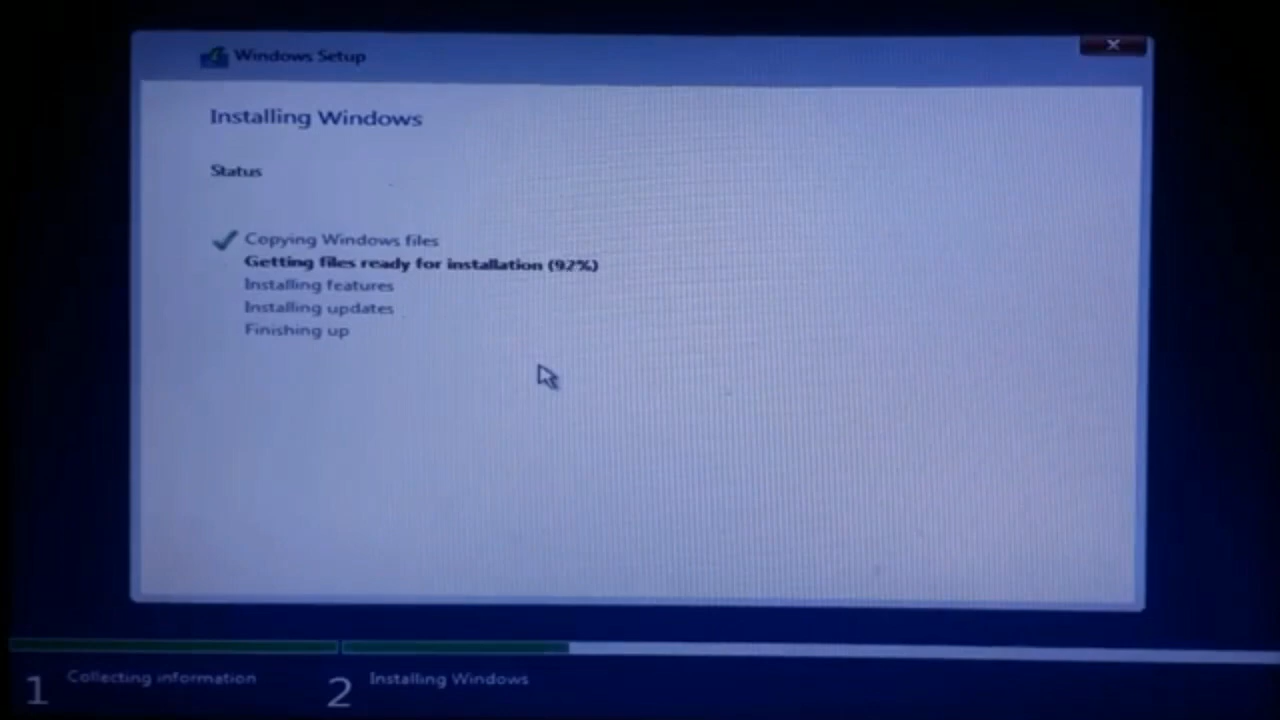 Windows Setup
Installing Windows
Status
Copying Windows files
Getting files ready for installation (92%)
Installing features
Installing updates
Finishing up
1 Collecting information
2 Installing Windows